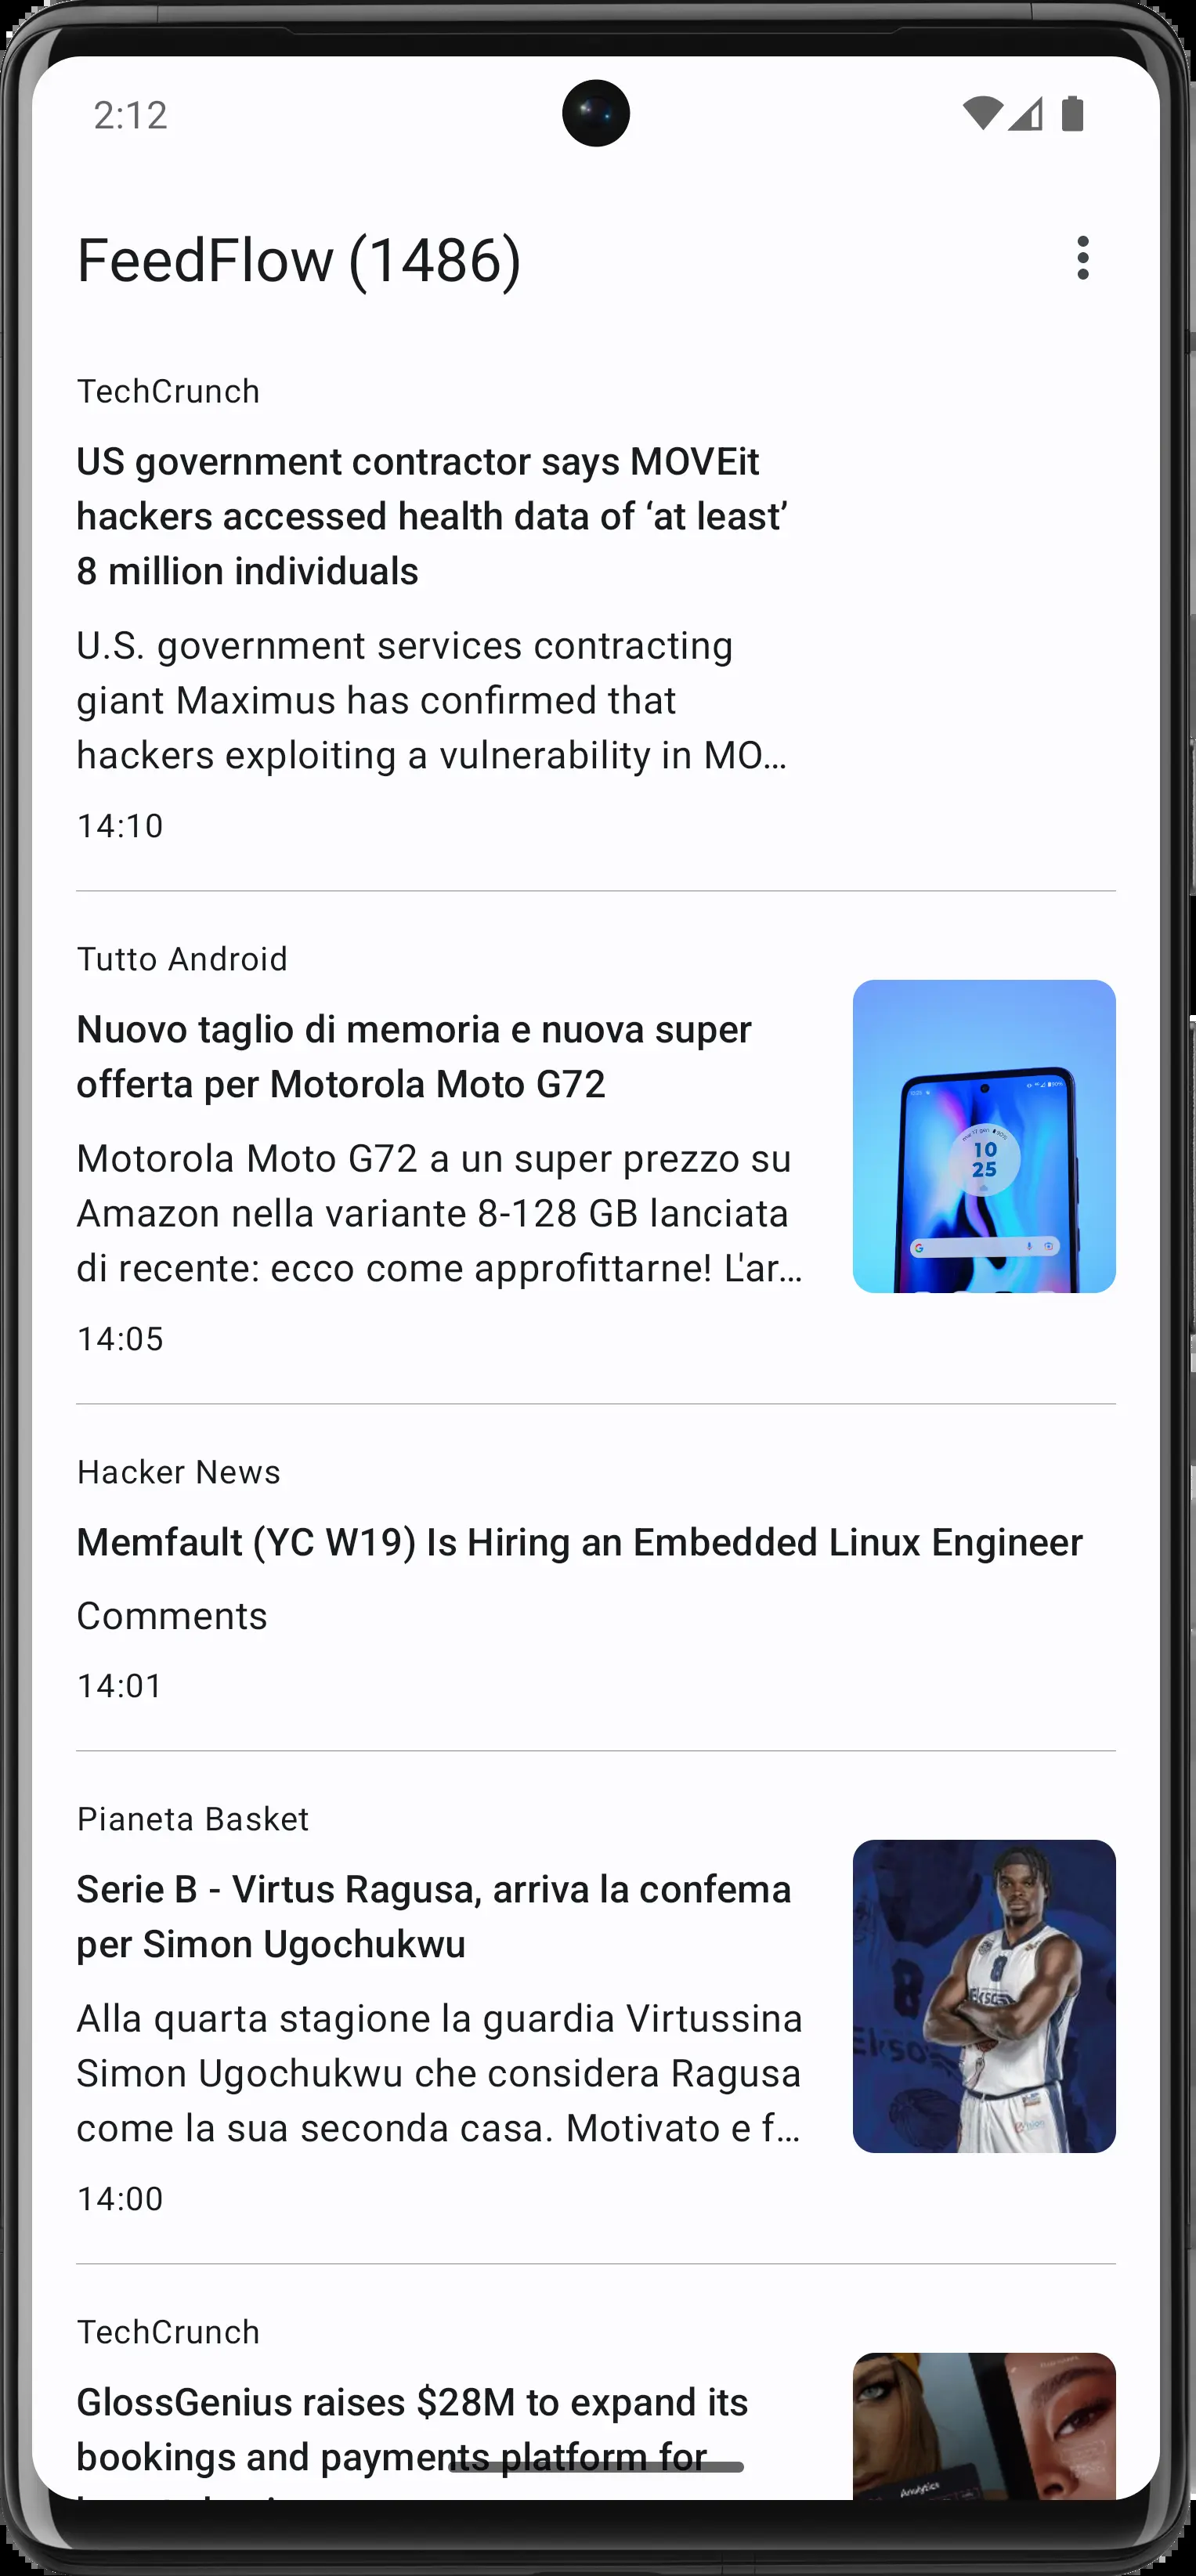 2:12
FeedFlow (1486)
TechCrunch
US government contractor says MOVEit
hackers accessed health data of ‘at least’
8 million individuals
U.S. government services contracting
giant Maximus has confirmed that
hackers exploiting a vulnerability in MO…
14:10
Tutto Android
Nuovo taglio di memoria e nuova super
offerta per Motorola Moto G72
Motorola Moto G72 a un super prezzo su
Amazon nella variante 8-128 GB lanciata
di recente: ecco come approfittarne! L'ar…
14:05
10
25
Hacker News
Memfault (YC W19) Is Hiring an Embedded Linux Engineer
Comments
14:01
Pianeta Basket
Serie B - Virtus Ragusa, arriva la confema
per Simon Ugochukwu
Alla quarta stagione la guardia Virtussina
Simon Ugochukwu che considera Ragusa
come la sua seconda casa. Motivato e f…
14:00
8
TechCrunch
GlossGenius raises $28M to expand its
bookings and payments platform for
Analytics